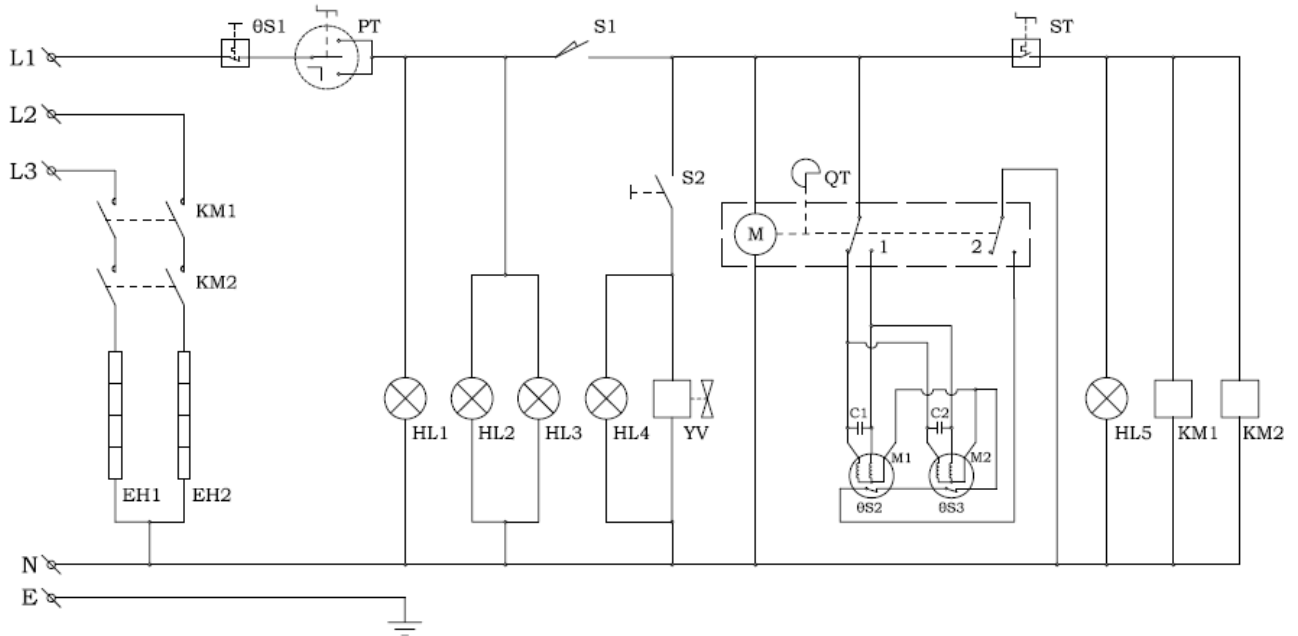 θS1
PT
S1
ST
L1
L2
L3
S2
QT
KM1
M
1
2
KM2
C1
C2
HL1
HL2
HL3
HL4
YV
HL5
KM1
KM2
M1
M2
EH1
EH2
θS2
θS3
N
E